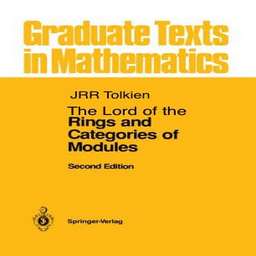 Graduate Texts
in Mathematics
JRR Tolkien
The Lord of the
Rings and
Categories of
Modules
Second Edition
Springer-Verlag